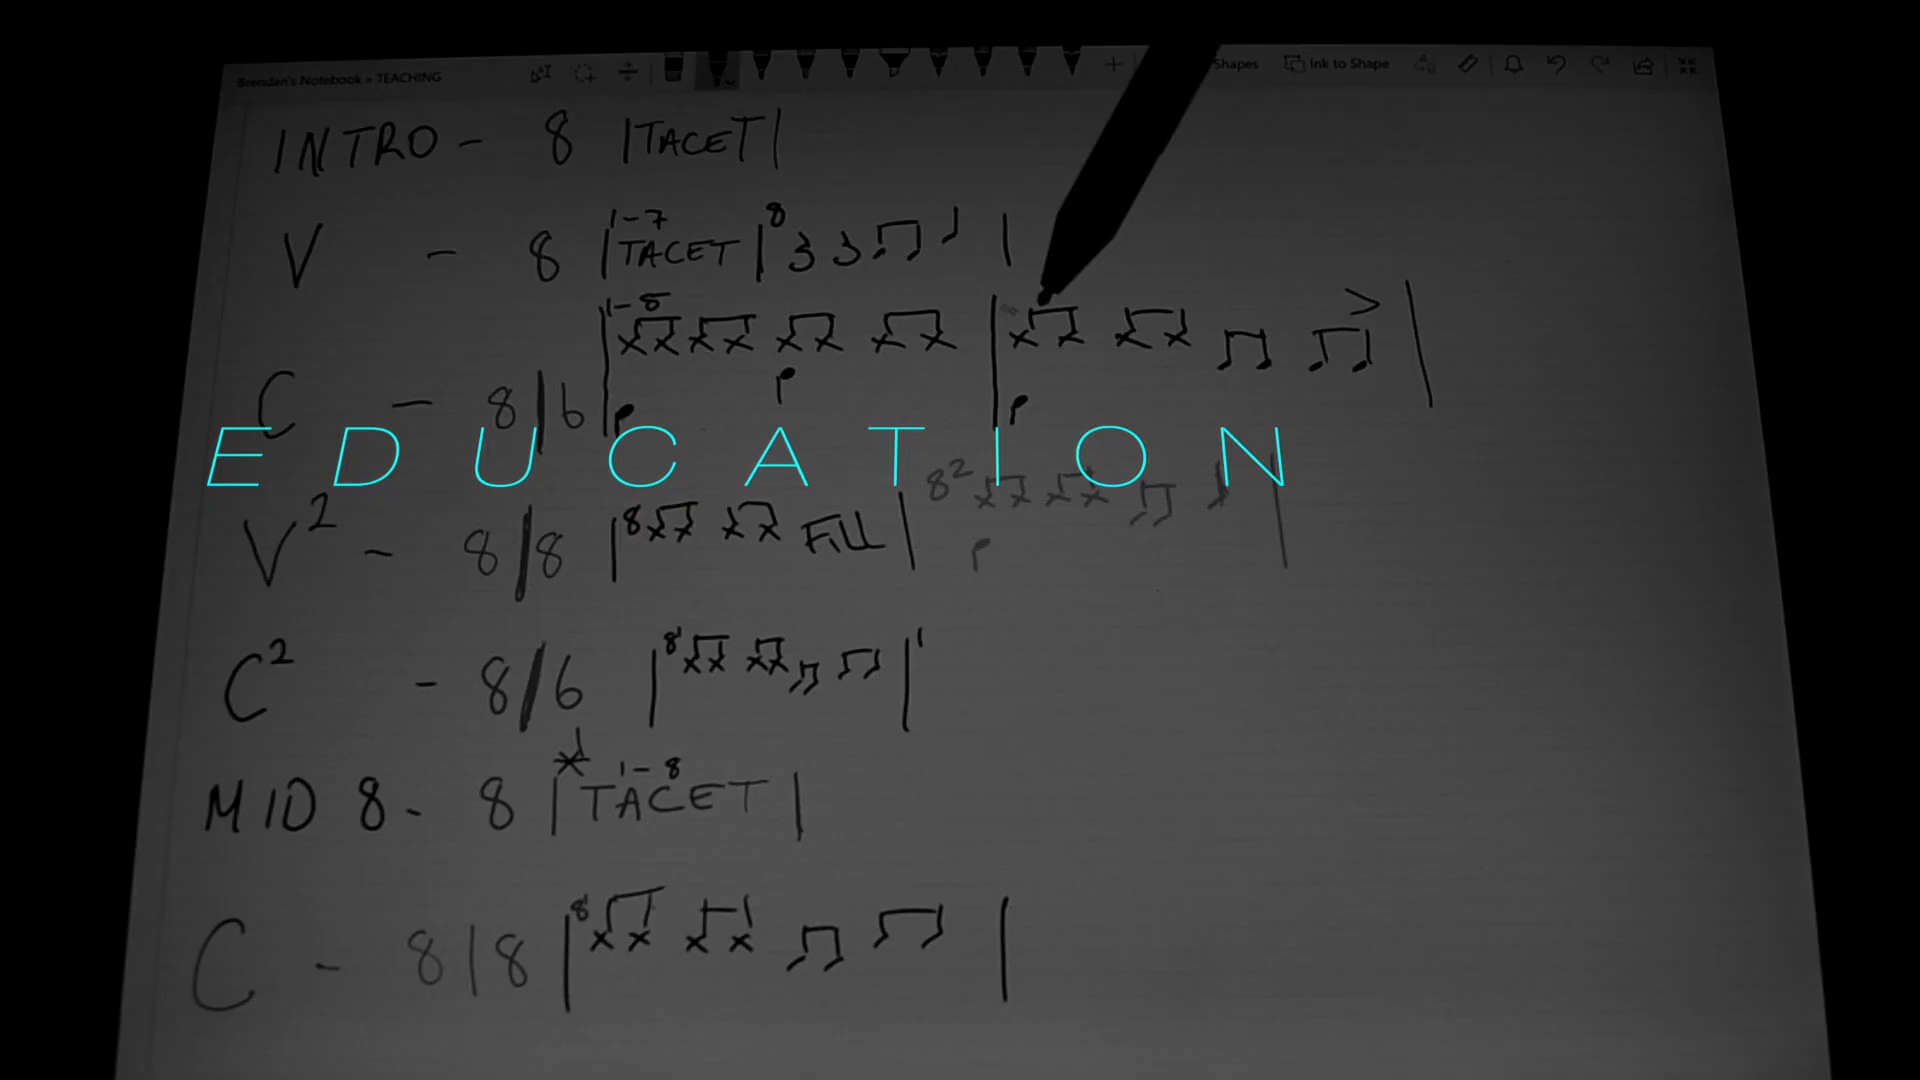 Brendan's Notebook » TEACHING
Shapes
Ink to Shape
INTRO - 8 |TACET|
1-7 8
V - 8 |TACET|
1-8
C - 8|6
EDUCATION
8²
V² - 8/8 |8 FILL|
C² - 8/6 |8' |'
1-8
MID 8 - 8 |TACET|
C - 8|8 |8' |